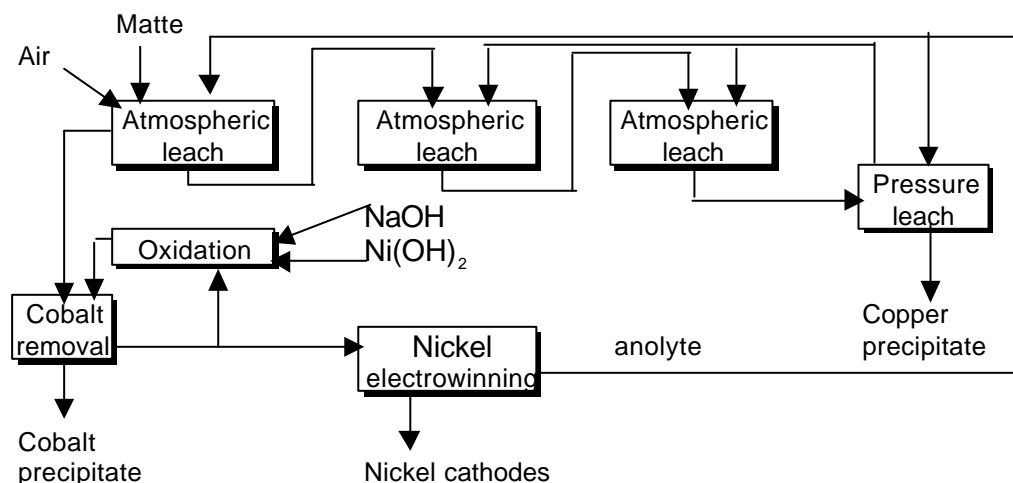 Matte
Air
Atmospheric
leach
Atmospheric
leach
Atmospheric
leach
Pressure
leach
NaOH
Ni(OH)₂
Oxidation
Cobalt
removal
Nickel
electrowinning
anolyte
Copper
precipitate
Cobalt
precipitate
Nickel cathodes